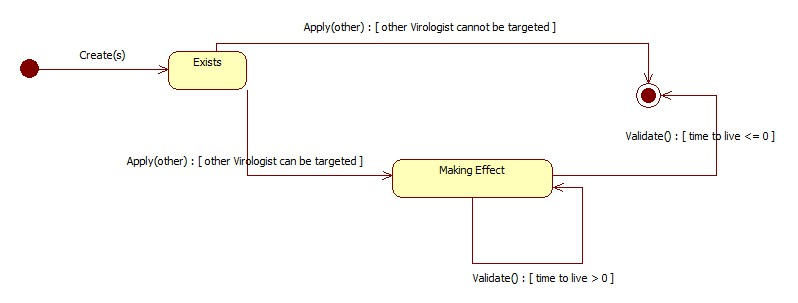 Apply(other) : [ other Virologist cannot be targeted ]
Create(s)
Exists
Validate() : [ time to live <= 0 ]
Apply(other) : [ other Virologist can be targeted ]
Making Effect
Validate() : [ time to live > 0 ]